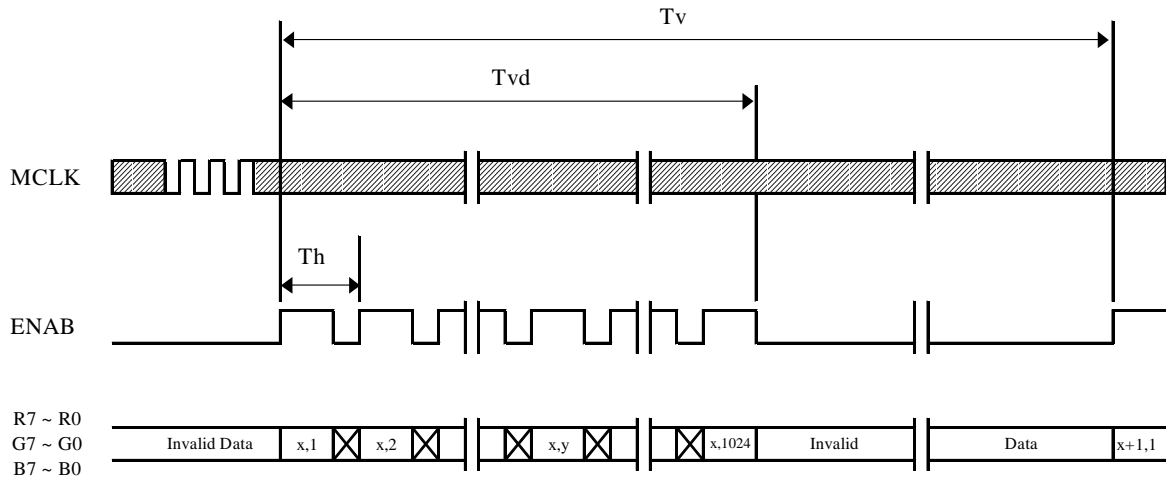 Tv
Tvd
MCLK
Th
ENAB
R7 ~ R0
G7 ~ G0
B7 ~ B0
Invalid Data
x,1
x,2
x,y
x,1024
Invalid
Data
x+1,1